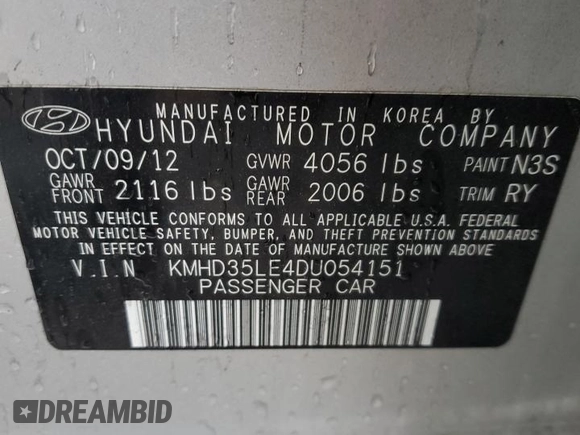 MANUFACTURED IN KOREA BY
HYUNDAI MOTOR COMPANY
OCT/09/12 GVWR 4056 lbs PAINT N3S
GAWR FRONT 2116 lbs GAWR REAR 2006 lbs TRIM RY
THIS VEHICLE CONFORMS TO ALL APPLICABLE U.S.A. FEDERAL
MOTOR VEHICLE SAFETY, BUMPER, AND THEFT PREVENTION STANDARDS
IN EFFECT ON THE DATE OF MANUFACTURE SHOWN ABOVE
V.I.N KMHD35LE4DU054151
PASSENGER CAR
DREAMBID